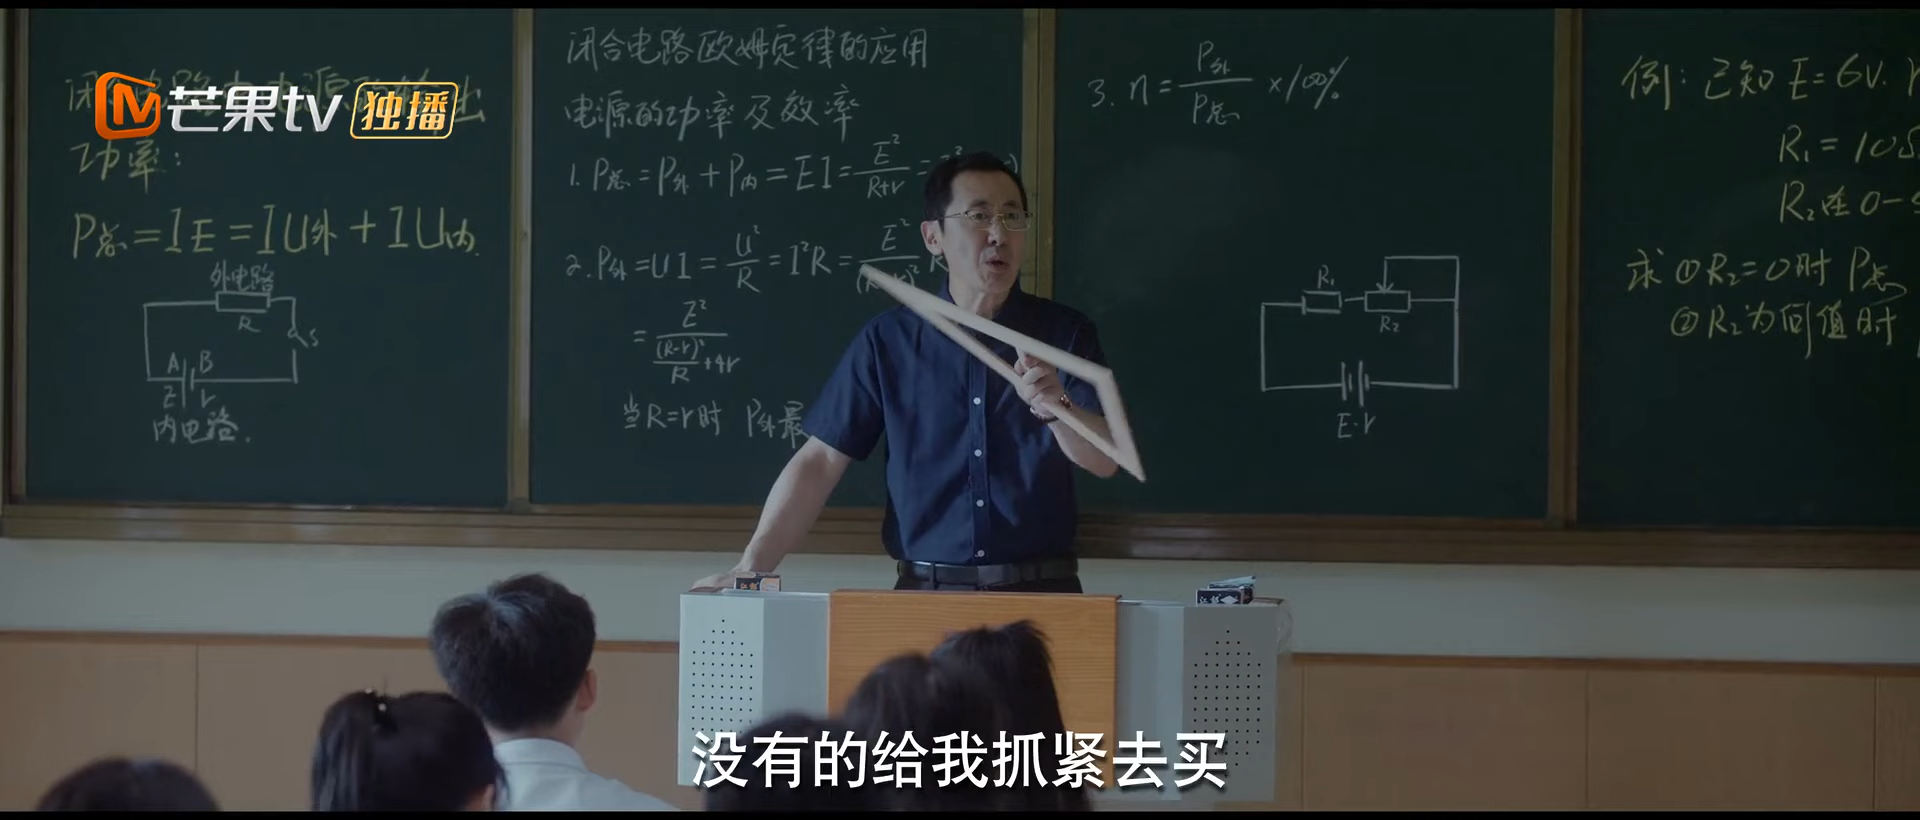 芒果tv 独播
功率:
P总=IE=IU外+IU内.
外电路
R
S
A B
E r
内电路.
闭合电路欧姆定律的应用
电源的功率及效率
1. P总=P外+P内=EI=E²/(R+r)=
2. P外=UI=U²/R=I²R=E²/
=E²/((R-r)²/R+4r)
当R=r时 P外最
3. η=P外/P总×100%
R₁
R₂
E·r
例:已知E=6V.
R₁=10Ω
R₂在0-
求①R₂=0时 P总
②R₂为何值时
没有的给我抓紧去买